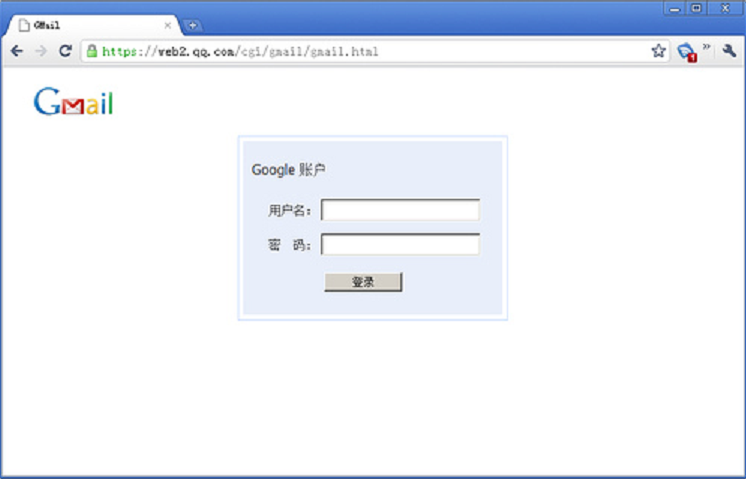 GMail
https://web2.qq.com/cgi/gmail/gmail.html
1
Gmail
Google 账户
用户名：
密 码：
登录